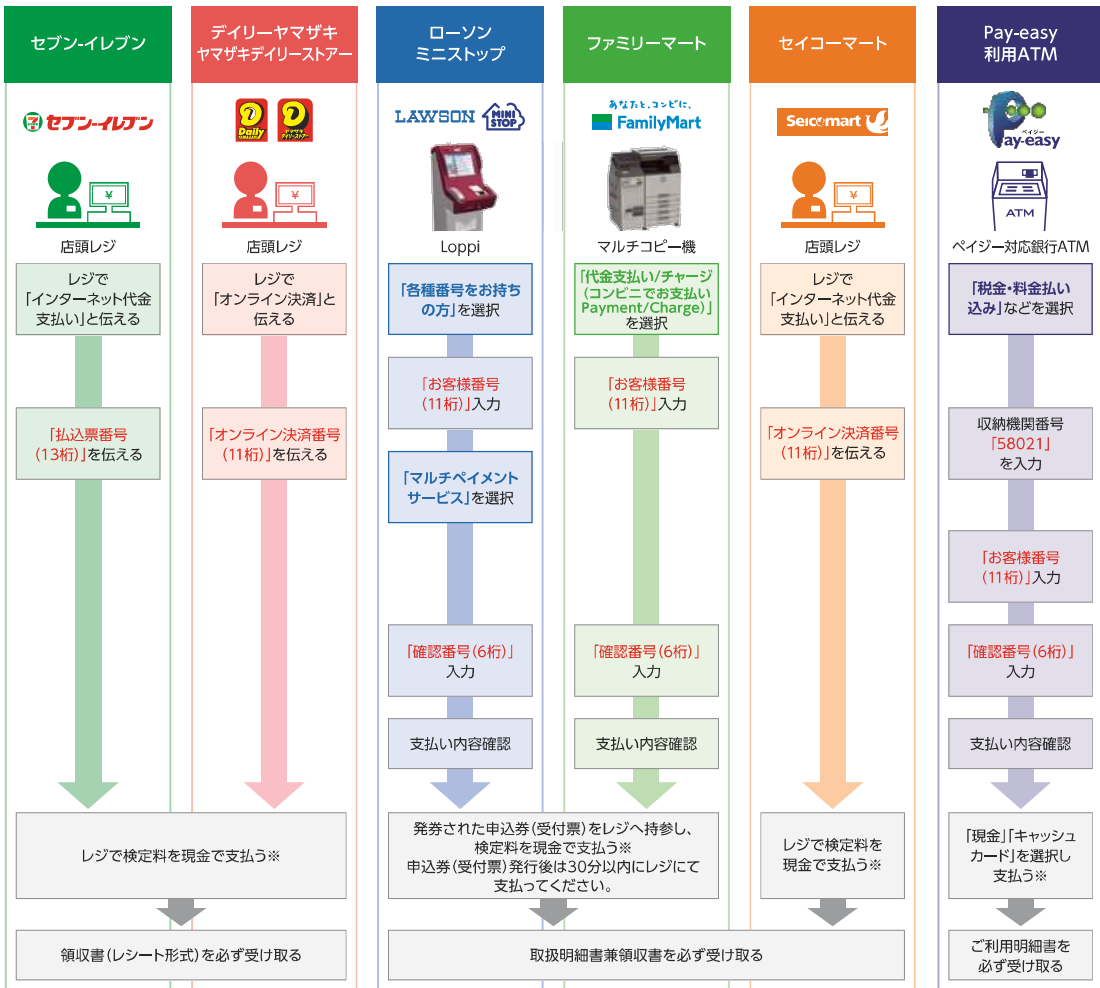 セブン-イレブン
デイリーヤマザキ
ヤマザキデイリーストアー
ローソン
ミニストップ
ファミリーマート
セイコーマート
Pay-easy
利用ATM
セブン-イレブン
Daily
ヤマザキ
デイリーストアー
LAWSON
MINI
STOP
あなたと、コンビに、
FamilyMart
Seicomart
ペイジー
Pay-easy
¥
¥
¥
ATM
店頭レジ
店頭レジ
Loppi
マルチコピー機
店頭レジ
ペイジー対応銀行ATM
レジで
「インターネット代金
支払い」と伝える
「払込票番号
(13桁)」を伝える
レジで
「オンライン決済」と
伝える
「オンライン決済番号
(11桁)」を伝える
「各種番号をお持ち
の方」を選択
「お客様番号
(11桁)」入力
「マルチペイメント
サービス」を選択
「確認番号(6桁)」
入力
支払い内容確認
「代金支払い/チャージ
(コンビニでお支払い
Payment/Charge)」
を選択
「お客様番号
(11桁)」入力
「確認番号(6桁)」
入力
支払い内容確認
レジで
「インターネット代金
支払い」と伝える
「オンライン決済番号
(11桁)」を伝える
「税金・料金払い
込み」などを選択
収納機関番号
「58021」
を入力
「お客様番号
(11桁)」入力
「確認番号(6桁)」
入力
支払い内容確認
レジで検定料を現金で支払う※
発券された申込券(受付票)をレジへ持参し、
検定料を現金で支払う※
申込券(受付票)発行後は30分以内にレジにて
支払ってください。
レジで検定料を
現金で支払う※
「現金」「キャッシュ
カード」を選択し
支払う※
領収書(レシート形式)を必ず受け取る
取扱明細書兼領収書を必ず受け取る
ご利用明細書を
必ず受け取る